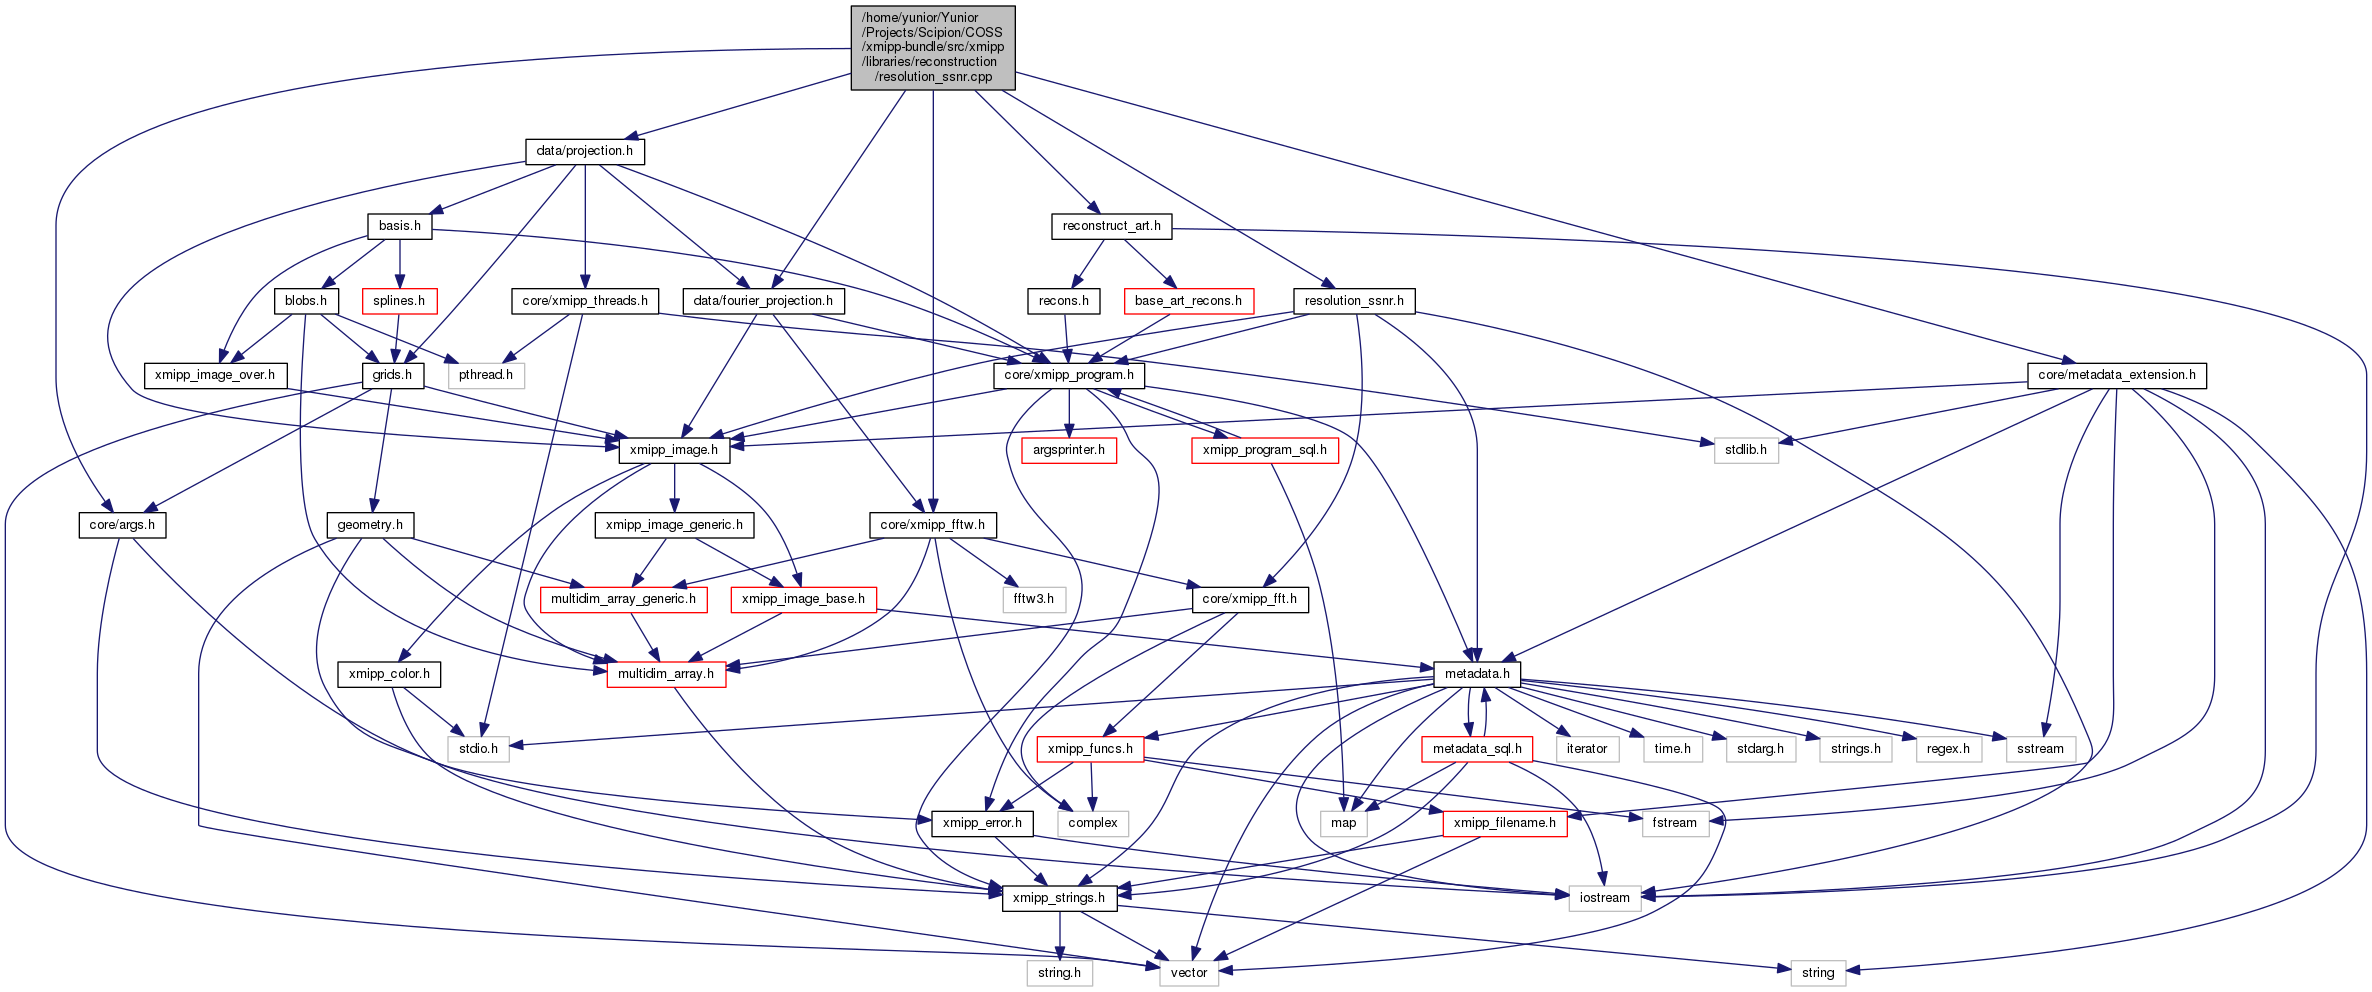 /home/yunior/Yunior
/Projects/Scipion/COSS
/xmipp-bundle/src/xmipp
/libraries/reconstruction
/resolution_ssnr.cpp
data/projection.h
basis.h
reconstruct_art.h
blobs.h
splines.h
core/xmipp_threads.h
data/fourier_projection.h
recons.h
base_art_recons.h
resolution_ssnr.h
xmipp_image_over.h
grids.h
pthread.h
core/xmipp_program.h
core/metadata_extension.h
xmipp_image.h
argsprinter.h
xmipp_program_sql.h
stdlib.h
core/args.h
geometry.h
xmipp_image_generic.h
core/xmipp_fftw.h
multidim_array_generic.h
xmipp_image_base.h
fftw3.h
core/xmipp_fft.h
xmipp_color.h
multidim_array.h
metadata.h
stdio.h
xmipp_funcs.h
metadata_sql.h
iterator
time.h
stdarg.h
strings.h
regex.h
sstream
xmipp_error.h
complex
map
xmipp_filename.h
fstream
xmipp_strings.h
iostream
string.h
vector
string